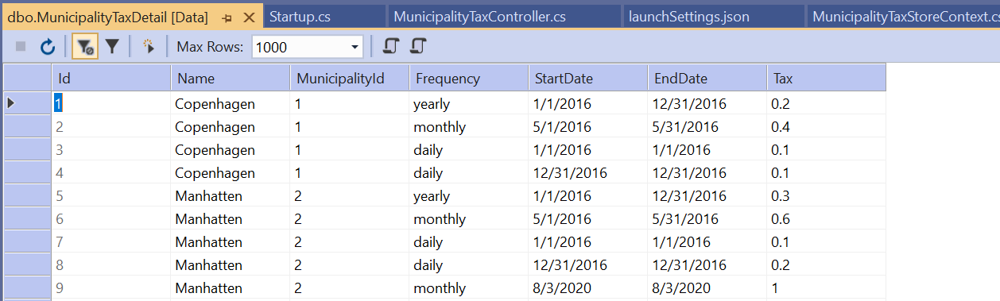 dbo.MunicipalityTaxDetail [Data] Startup.cs MunicipalityTaxController.cs launchSettings.json MunicipalityTaxStoreContext.cs
Max Rows: 1000
Id Name MunicipalityId Frequency StartDate EndDate Tax
1 Copenhagen 1 yearly 1/1/2016 12/31/2016 0.2
2 Copenhagen 1 monthly 5/1/2016 5/31/2016 0.4
3 Copenhagen 1 daily 1/1/2016 1/1/2016 0.1
4 Copenhagen 1 daily 12/31/2016 12/31/2016 0.1
5 Manhatten 2 yearly 1/1/2016 12/31/2016 0.3
6 Manhatten 2 monthly 5/1/2016 5/31/2016 0.6
7 Manhatten 2 daily 1/1/2016 1/1/2016 0.1
8 Manhatten 2 daily 12/31/2016 12/31/2016 0.2
9 Manhatten 2 monthly 8/3/2020 8/3/2020 1